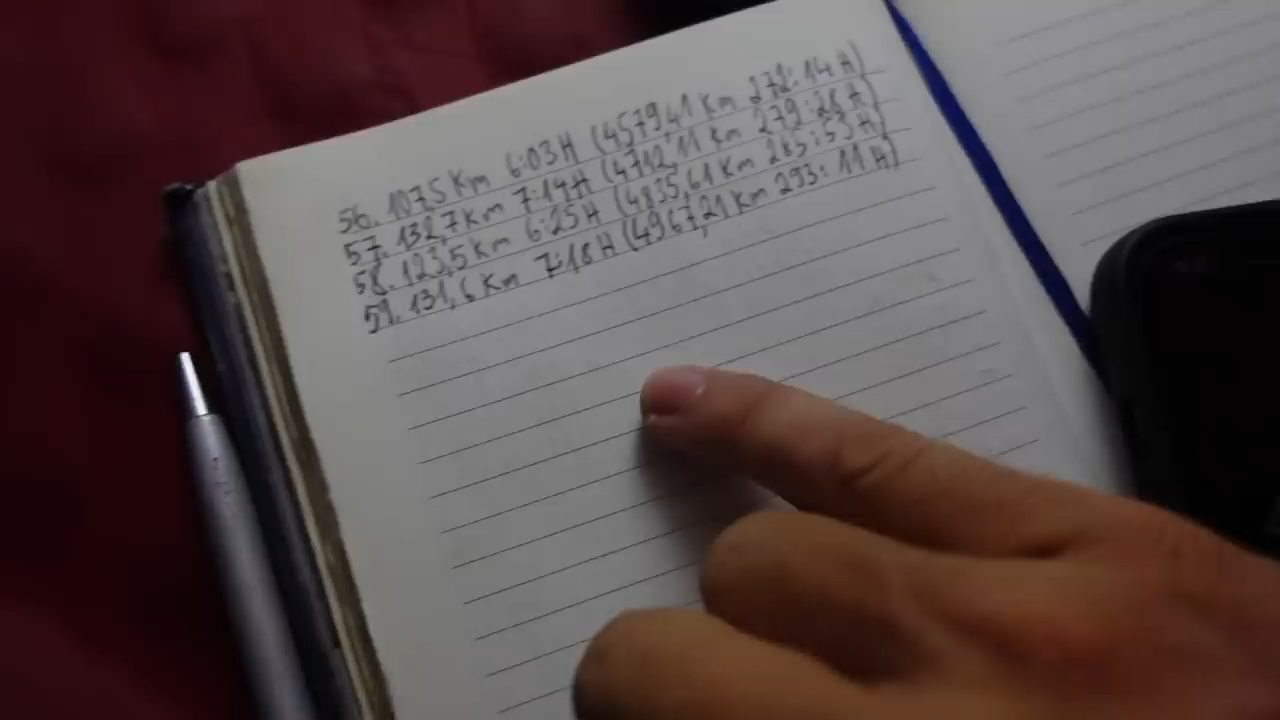 56. 107,5 Km 6:03 H (4579,41 Km 272:14 H)
57. 132,7 Km 7:14 H (4712,11 Km 279:28 H)
58. 123,5 Km 6:25 H (4835,61 Km 285:53 H)
59. 131,6 Km 7:18 H (4967,21 Km 293:11 H)